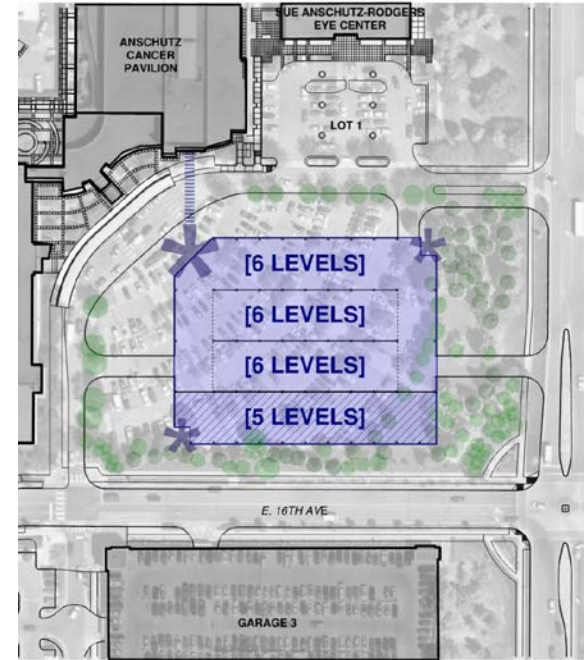 SUE ANSCHUTZ-RODGERS
EYE CENTER
ANSCHUTZ
CANCER
PAVILION
LOT 1
[6 LEVELS]
[6 LEVELS]
[6 LEVELS]
[5 LEVELS]
E. 16TH AVE
GARAGE 3